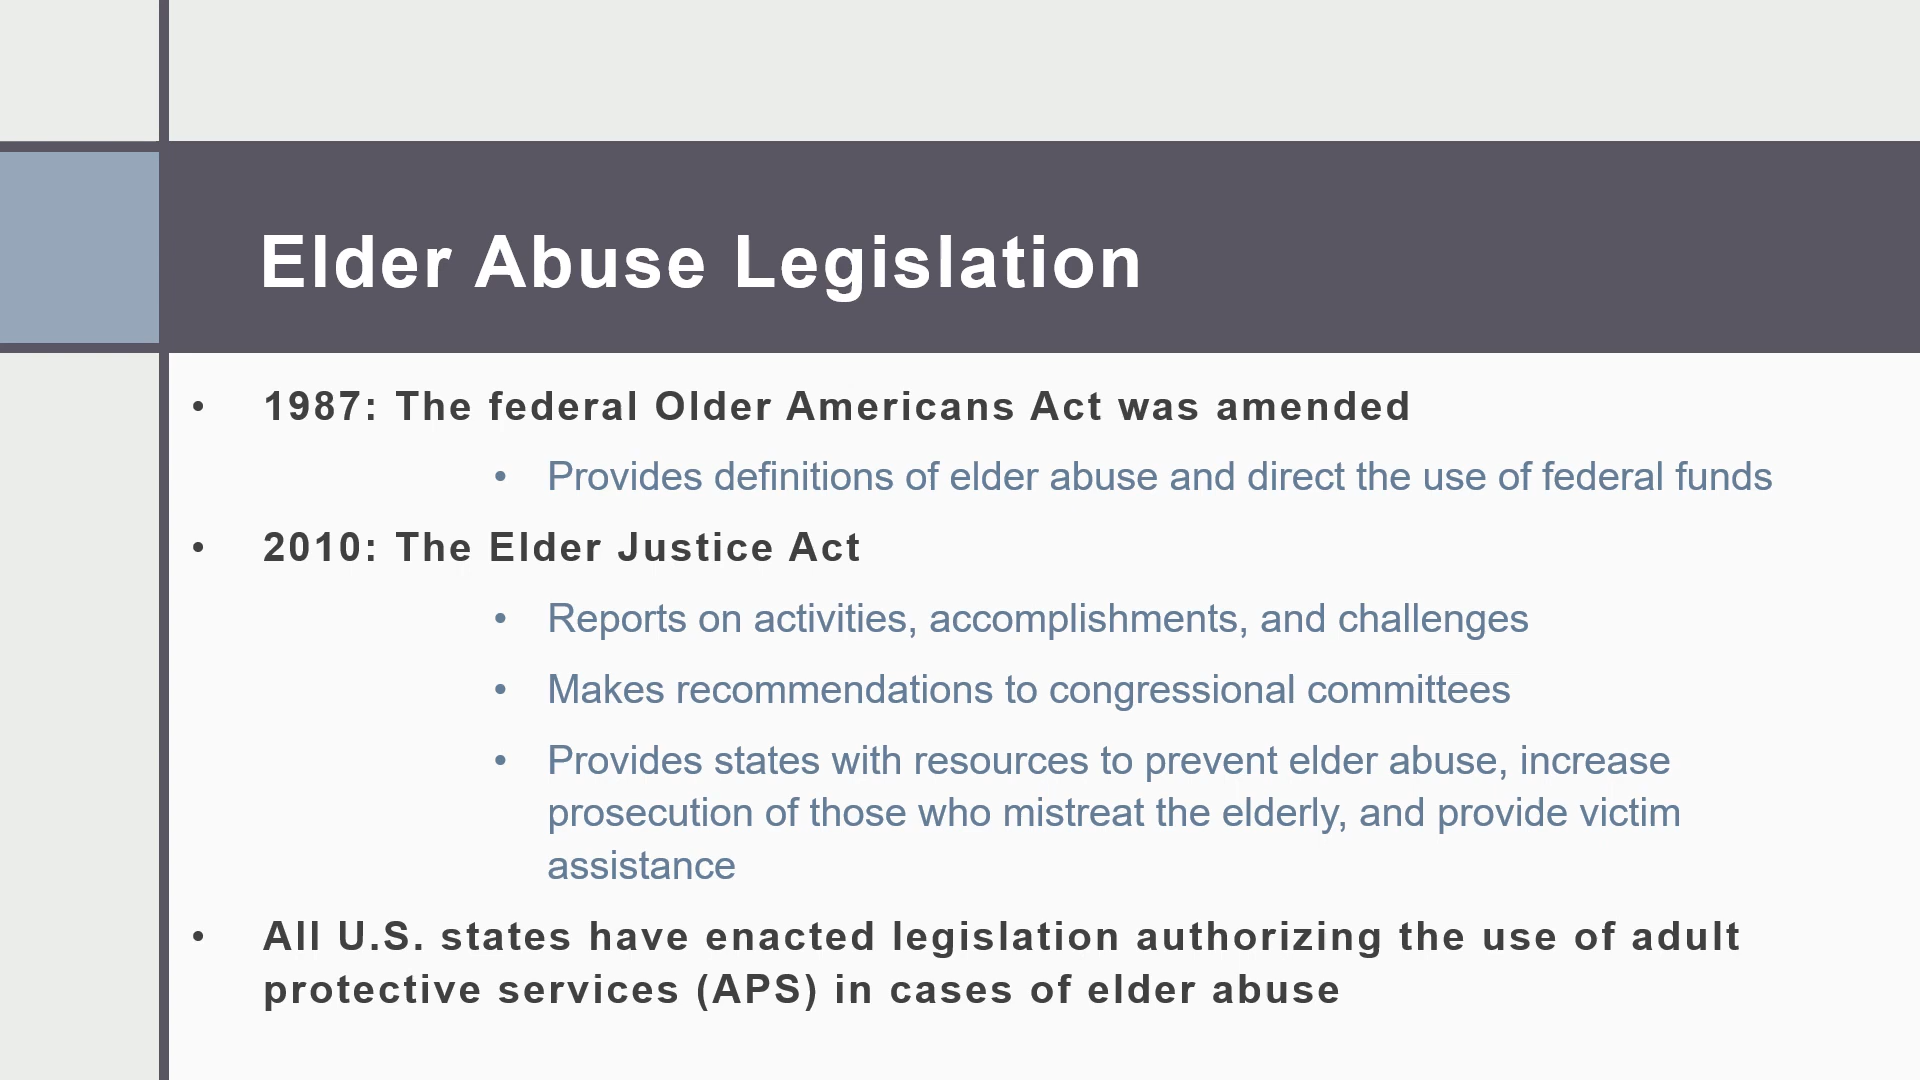 Elder Abuse Legislation
• 1987: The federal Older Americans Act was amended
• Provides definitions of elder abuse and direct the use of federal funds
• 2010: The Elder Justice Act
• Reports on activities, accomplishments, and challenges
• Makes recommendations to congressional committees
• Provides states with resources to prevent elder abuse, increase
prosecution of those who mistreat the elderly, and provide victim
assistance
• All U.S. states have enacted legislation authorizing the use of adult
protective services (APS) in cases of elder abuse